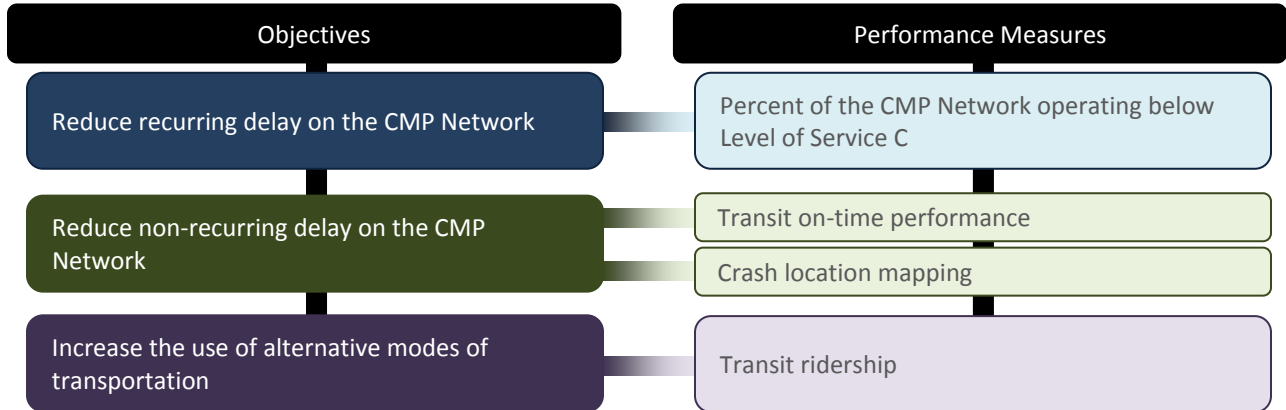 Objectives
Performance Measures
Reduce recurring delay on the CMP Network
Percent of the CMP Network operating below
Level of Service C
Reduce non-recurring delay on the CMP
Network
Transit on-time performance
Crash location mapping
Increase the use of alternative modes of
transportation
Transit ridership